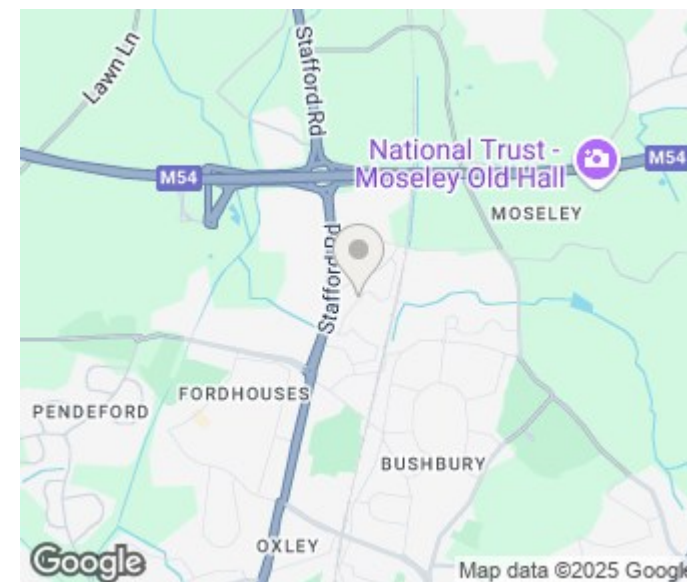 Lawn Ln
Stafford Rd
National Trust -
Moseley Old Hall
M54
M54
MOSELEY
Stafford Rd
FORDHOUSES
PENDEFORD
BUSHBURY
OXLEY
Google
Map data ©2025 Google